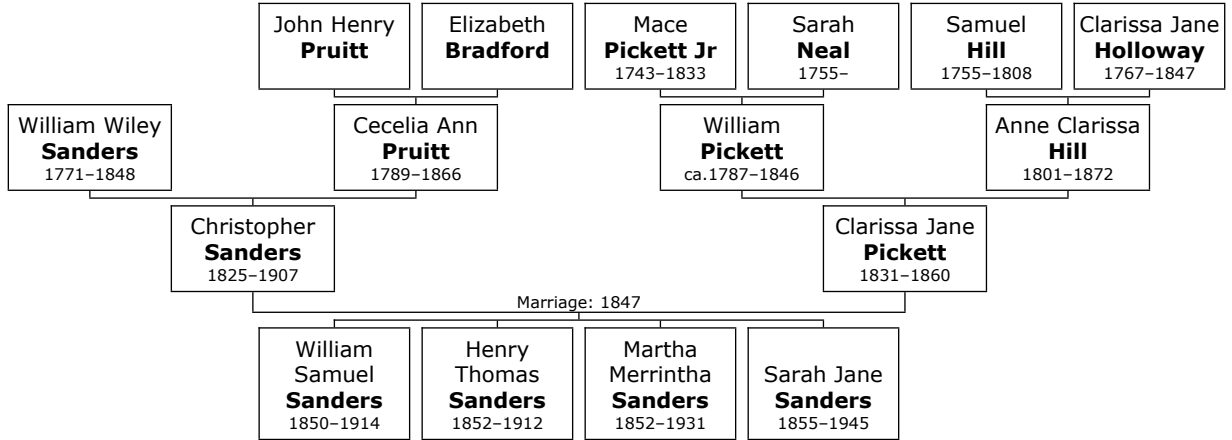 John Henry
Pruitt
Elizabeth
Bradford
Mace
Pickett Jr
1743–1833
Sarah
Neal
1755–
Samuel
Hill
1755–1808
Clarissa Jane
Holloway
1767–1847
William Wiley
Sanders
1771–1848
Cecelia Ann
Pruitt
1789–1866
William
Pickett
ca.1787–1846
Anne Clarissa
Hill
1801–1872
Christopher
Sanders
1825–1907
Clarissa Jane
Pickett
1831–1860
Marriage: 1847
William
Samuel
Sanders
1850–1914
Henry
Thomas
Sanders
1852–1912
Martha
Merrintha
Sanders
1852–1931
Sarah Jane
Sanders
1855–1945